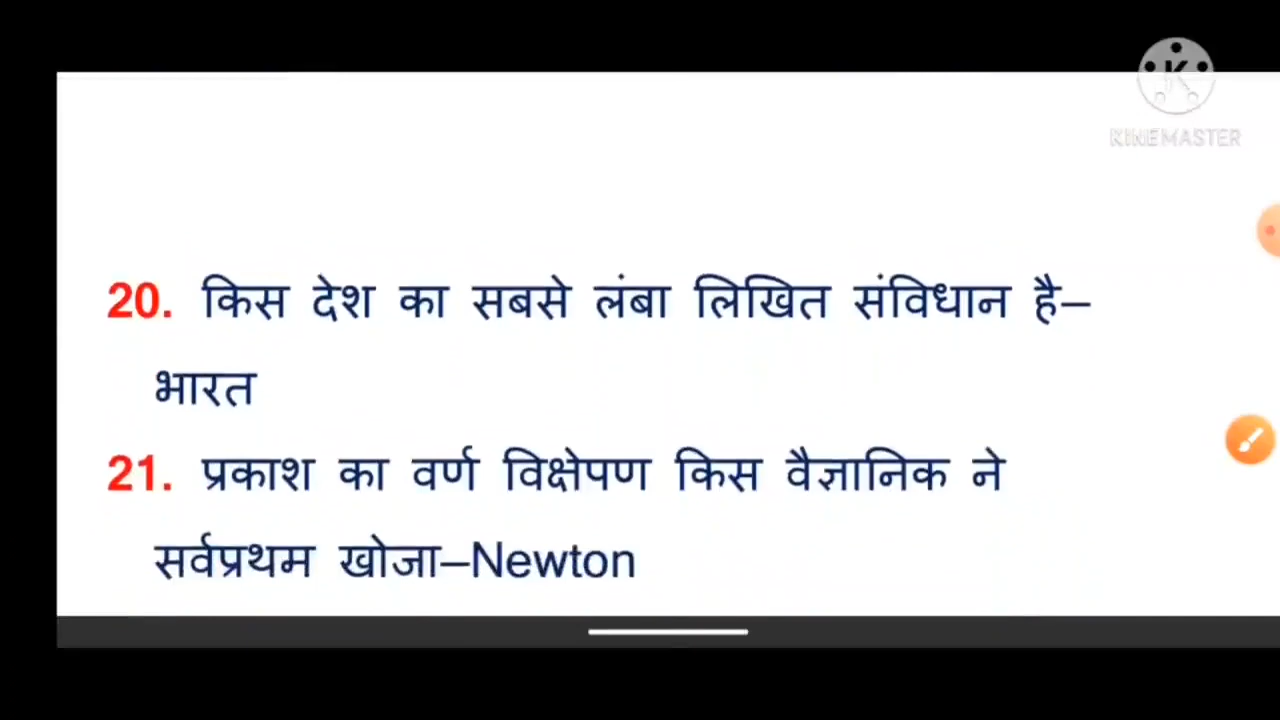 K
KINEMASTER
20. किस देश का सबसे लंबा लिखित संविधान है–
भारत
21. प्रकाश का वर्ण विक्षेपण किस वैज्ञानिक ने
सर्वप्रथम खोजा–Newton